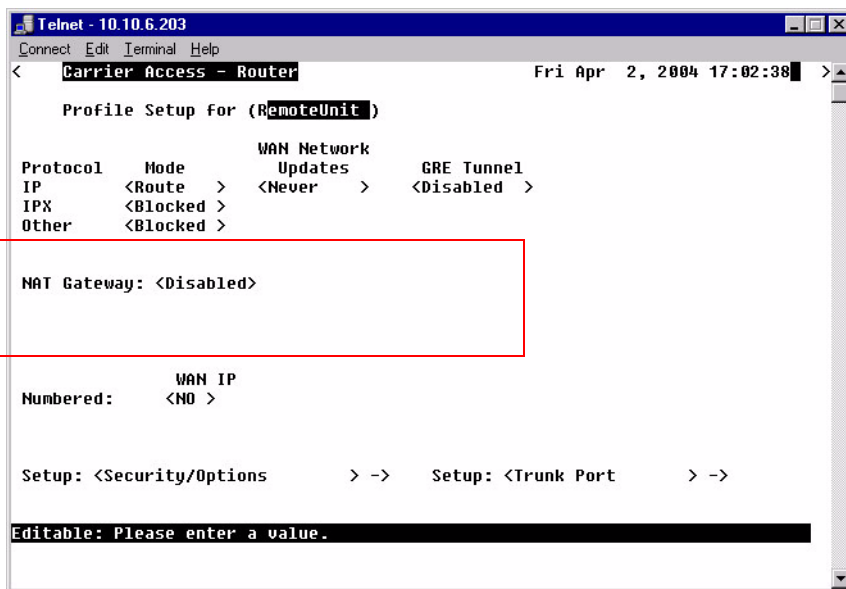 Telnet - 10.10.6.203
Connect Edit Terminal Help
< Carrier Access - Router Fri Apr 2, 2004 17:02:38 >
Profile Setup for (RemoteUnit )
WAN Network
Protocol Mode Updates GRE Tunnel
IP <Route > <Never > <Disabled >
IPX <Blocked >
Other <Blocked >
NAT Gateway: <Disabled>
WAN IP
Numbered: <NO >
Setup: <Security/Options > -> Setup: <Trunk Port > ->
Editable: Please enter a value.